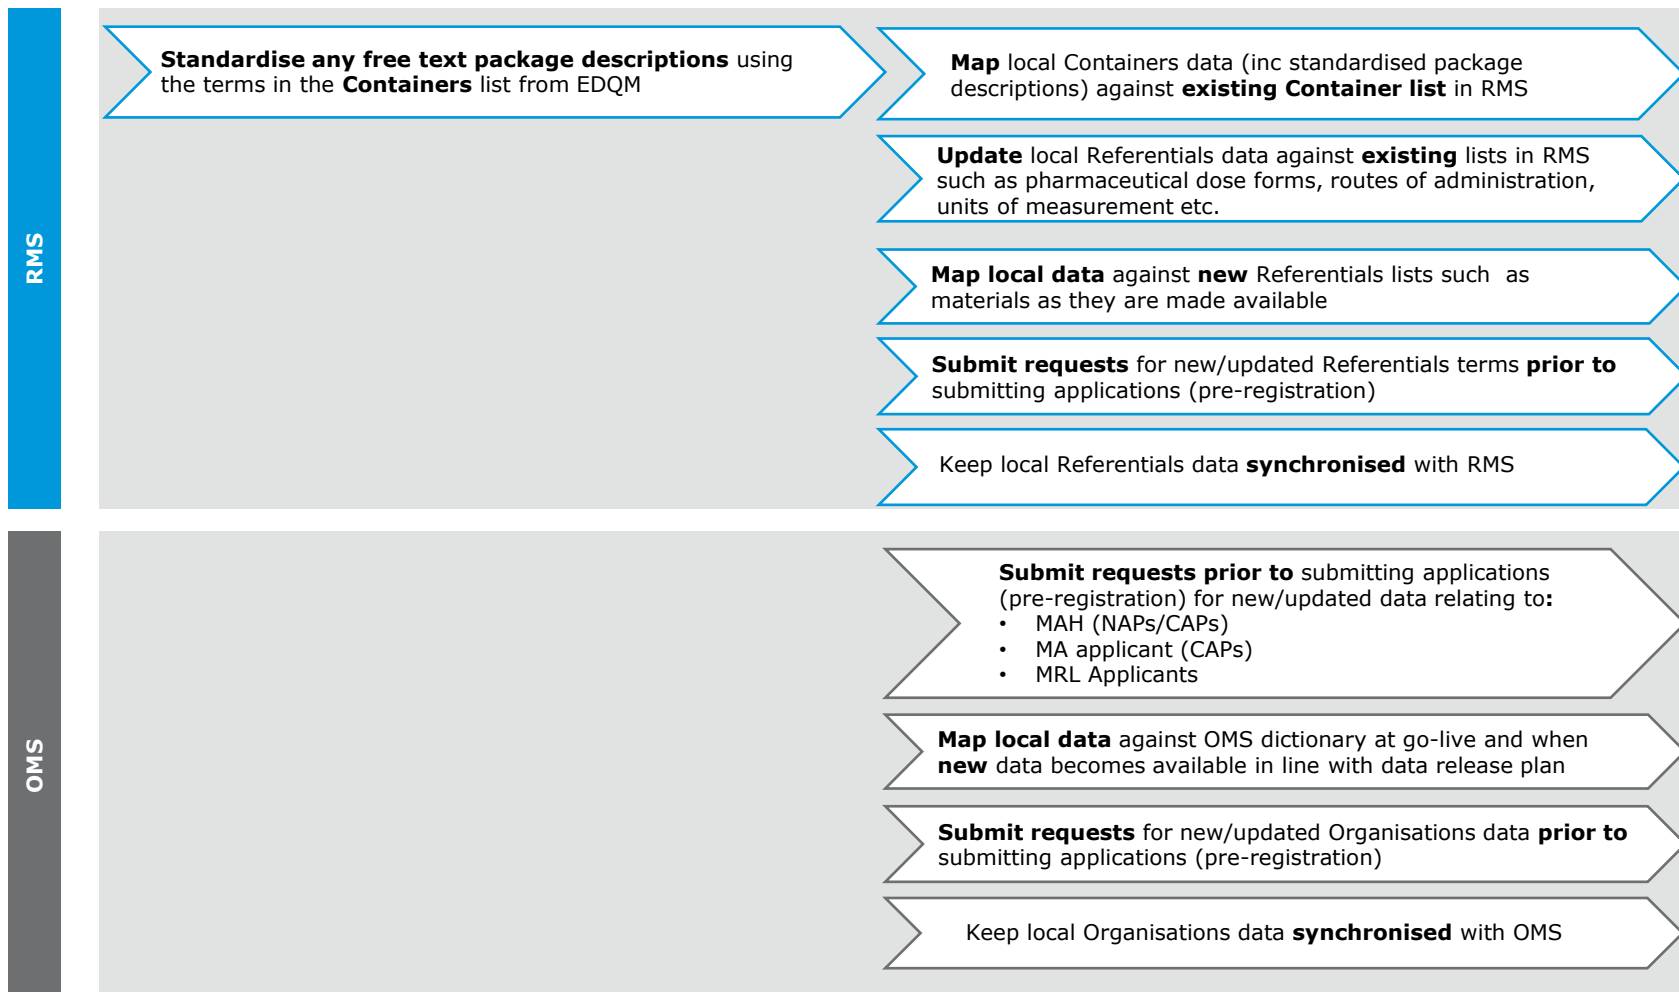 RMS
Standardise any free text package descriptions using
the terms in the Containers list from EDQM
Map local Containers data (inc standardised package
descriptions) against existing Container list in RMS
Update local Referentials data against existing lists in RMS
such as pharmaceutical dose forms, routes of administration,
units of measurement etc.
Map local data against new Referentials lists such as
materials as they are made available
Submit requests for new/updated Referentials terms prior to
submitting applications (pre-registration)
Keep local Referentials data synchronised with RMS
OMS
Submit requests prior to submitting applications
(pre-registration) for new/updated data relating to:
• MAH (NAPs/CAPs)
• MA applicant (CAPs)
• MRL Applicants
Map local data against OMS dictionary at go-live and when
new data becomes available in line with data release plan
Submit requests for new/updated Organisations data prior to
submitting applications (pre-registration)
Keep local Organisations data synchronised with OMS